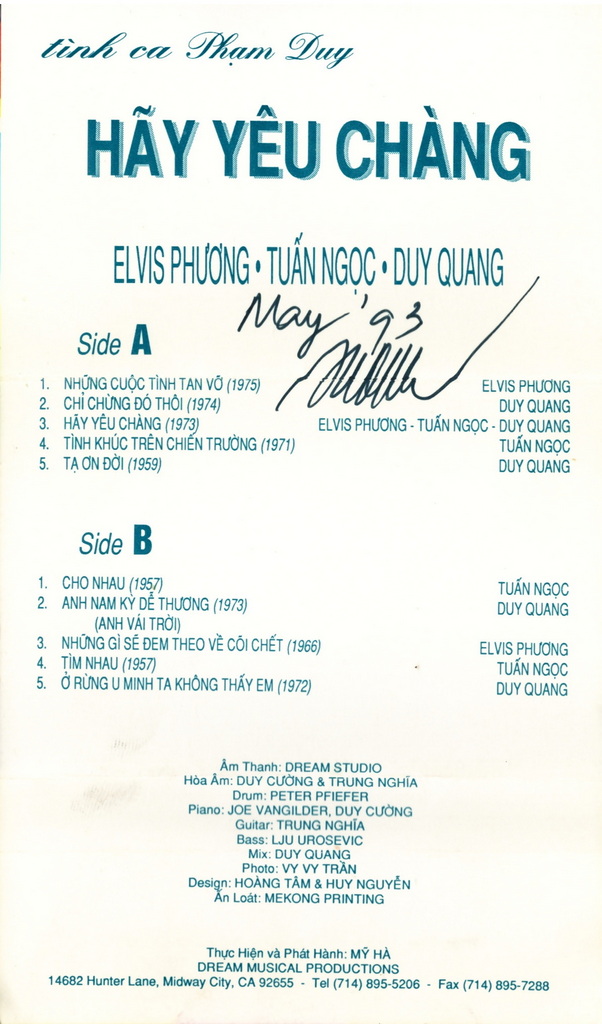 tình ca Phạm Duy
HÃY YÊU CHÀNG
ELVIS PHƯƠNG • TUẤN NGỌC • DUY QUANG
May '93
Side A
1. NHỮNG CUỘC TÌNH TAN VỠ (1975) ELVIS PHƯƠNG
2. CHỈ CHỪNG ĐÓ THÔI (1974) DUY QUANG
3. HÃY YÊU CHÀNG (1973) ELVIS PHƯƠNG - TUẤN NGỌC - DUY QUANG
4. TÌNH KHÚC TRÊN CHIẾN TRƯỜNG (1971) TUẤN NGỌC
5. TẠ ƠN ĐỜI (1959) DUY QUANG
Side B
1. CHO NHAU (1957) TUẤN NGỌC
2. ANH NAM KỲ DỄ THƯƠNG (1973) DUY QUANG
(ANH VÁI TRỜI)
3. NHỮNG GÌ SẼ ĐEM THEO VỀ CÕI CHẾT (1966) ELVIS PHƯƠNG
4. TÌM NHAU (1957) TUẤN NGỌC
5. Ở RỪNG U MINH TA KHÔNG THẤY EM (1972) DUY QUANG
Âm Thanh: DREAM STUDIO
Hòa Âm: DUY CƯỜNG & TRUNG NGHĨA
Drum: PETER PFIEFER
Piano: JOE VANGILDER, DUY CƯỜNG
Guitar: TRUNG NGHĨA
Bass: LJU UROSEVIC
Mix: DUY QUANG
Photo: VY VY TRẦN
Design: HOÀNG TÂM & HUY NGUYỄN
Ấn Loát: MEKONG PRINTING
Thực Hiện và Phát Hành: MỸ HÀ
DREAM MUSICAL PRODUCTIONS
14682 Hunter Lane, Midway City, CA 92655 - Tel (714) 895-5206 - Fax (714) 895-7288